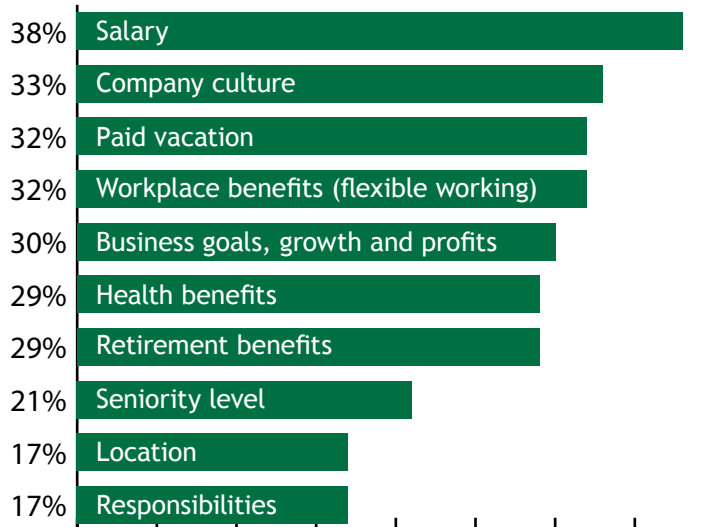 38% Salary
33% Company culture
32% Paid vacation
32% Workplace benefits (flexible working)
30% Business goals, growth and profits
29% Health benefits
29% Retirement benefits
21% Seniority level
17% Location
17% Responsibilities